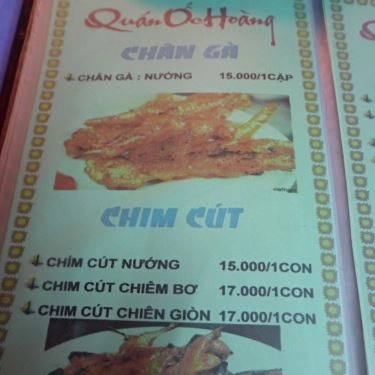 Quán Ốc Hoàng
CHÂN GÀ
CHÂN GÀ : NƯỚNG 15.000/1CẶP
CHIM CÚT
CHÍM CÚT NƯỚNG 15.000/1CON
CHIM CÚT CHIÊM BƠ 17.000/1CON
CHIM CÚT CHIÊN GIÒN 17.000/1CON